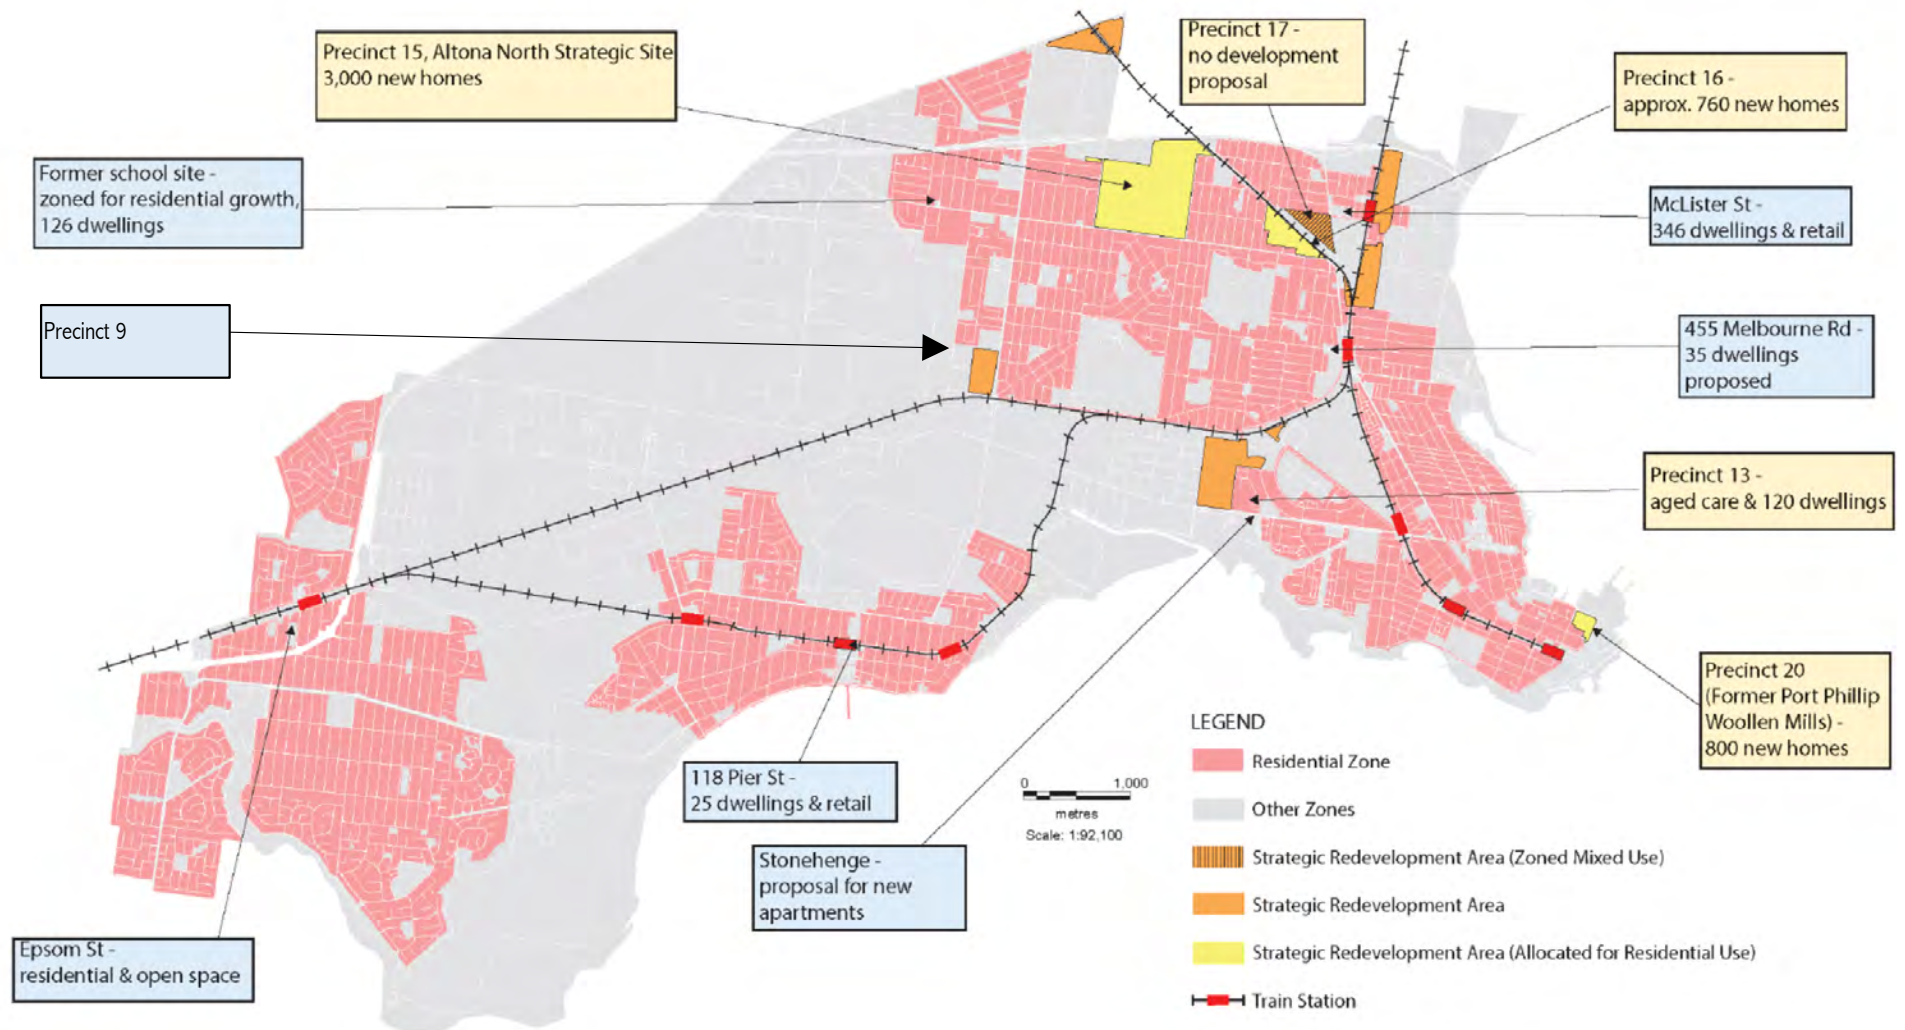 Precinct 15, Altona North Strategic Site
3,000 new homes
Precinct 17 -
no development
proposal
Precinct 16 -
approx. 760 new homes
Former school site -
zoned for residential growth,
126 dwellings
McLister St -
346 dwellings & retail
Precinct 9
455 Melbourne Rd -
35 dwellings
proposed
Precinct 13 -
aged care & 120 dwellings
Precinct 20
(Former Port Phillip
Woollen Mills) -
800 new homes
118 Pier St -
25 dwellings & retail
Stonehenge -
proposal for new
apartments
Epsom St -
residential & open space
0 1,000
metres
Scale: 1:92,100
LEGEND
Residential Zone
Other Zones
Strategic Redevelopment Area (Zoned Mixed Use)
Strategic Redevelopment Area
Strategic Redevelopment Area (Allocated for Residential Use)
Train Station